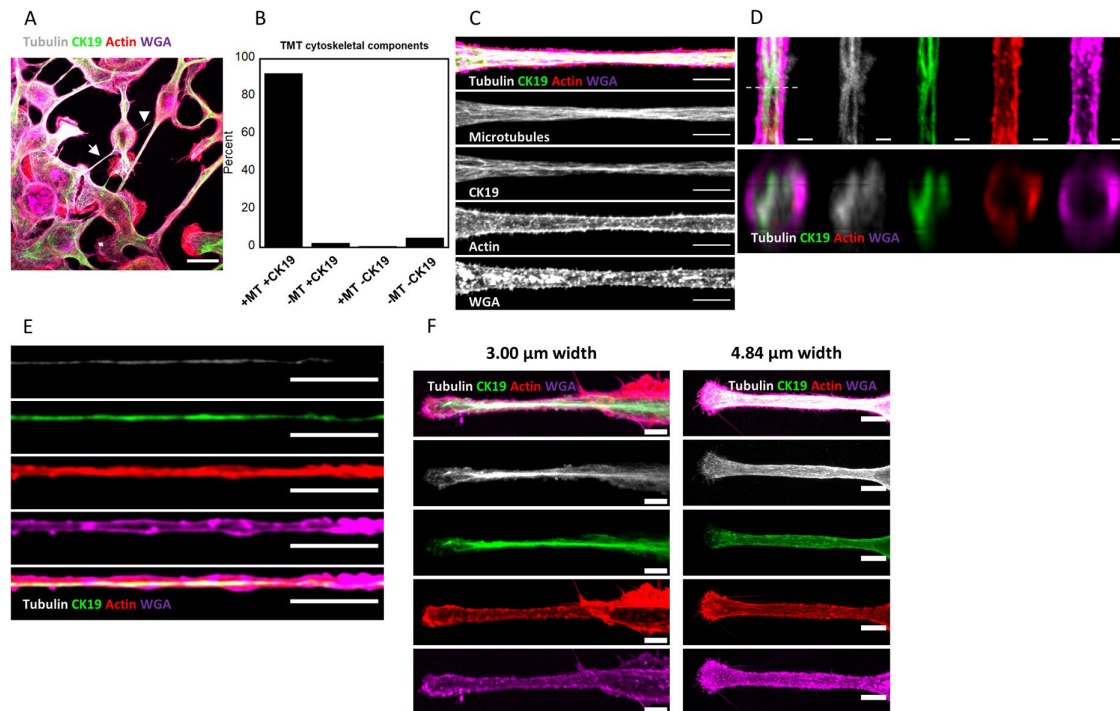 A
Tubulin CK19 Actin WGA
B
TMT cytoskeletal components
Percent
100
80
60
40
20
0
+MT +CK19
-MT +CK19
+MT -CK19
-MT -CK19
C
Tubulin CK19 Actin WGA
Microtubules
CK19
Actin
WGA
D
Tubulin CK19 Actin WGA
E
Tubulin CK19 Actin WGA
F
3.00 µm width
4.84 µm width
Tubulin CK19 Actin WGA
Tubulin CK19 Actin WGA